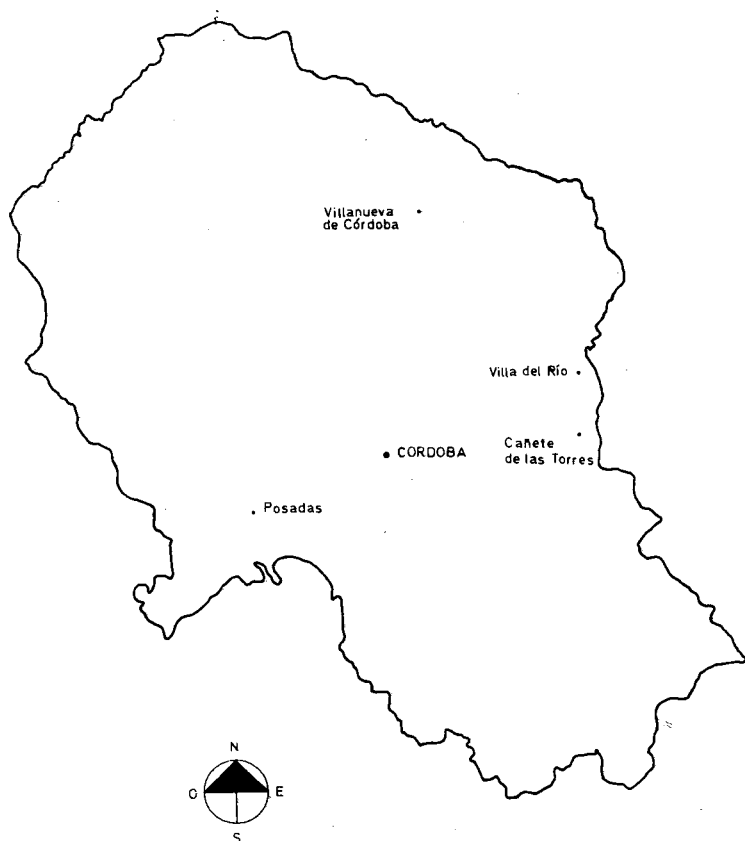 Villanueva
de Córdoba
Villa del Río
CORDOBA
Cañete
de las Torres
Posadas
N
O E
S